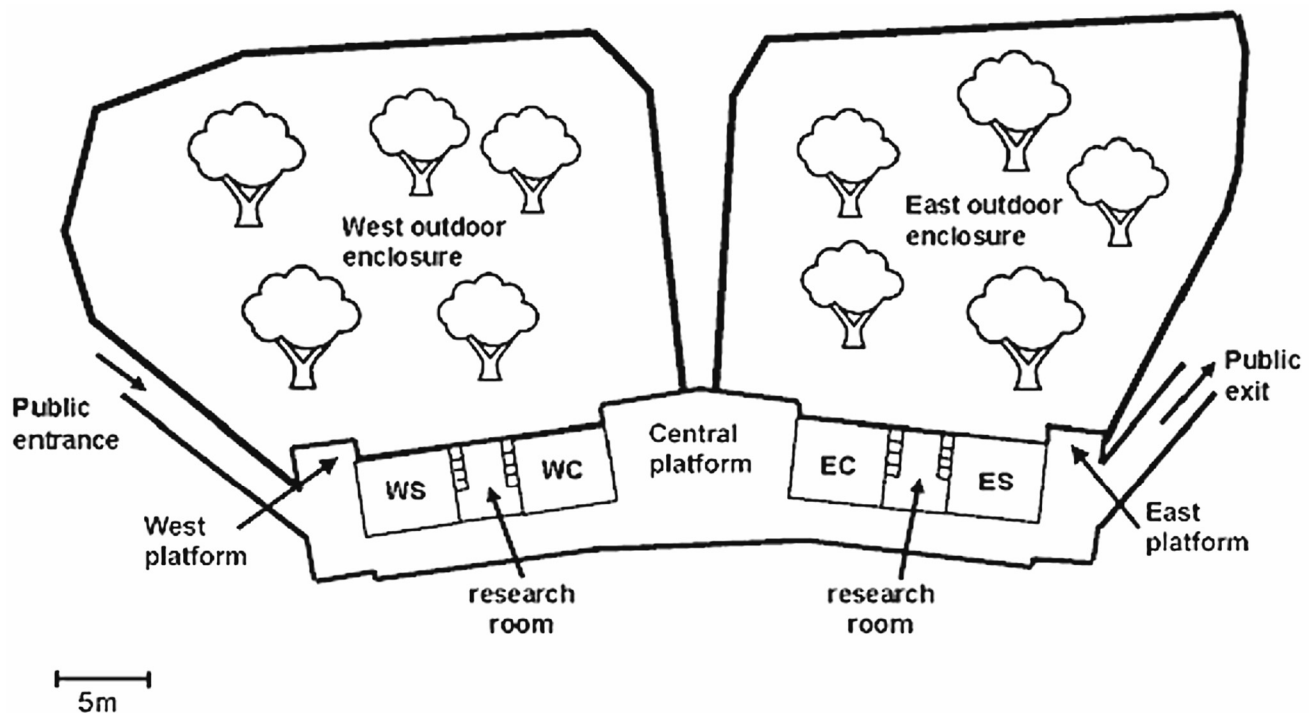 West outdoor
enclosure
East outdoor
enclosure
Public
entrance
Public
exit
Central
platform
WS
WC
EC
ES
West
platform
East
platform
research
room
research
room
5m